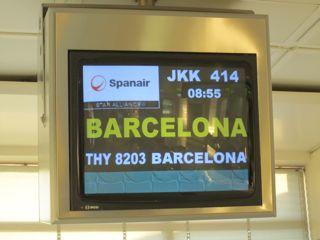 Spanair
JKK 414
STAR ALLIANCE
08:55
BARCELONA
THY 8203 BARCELONA